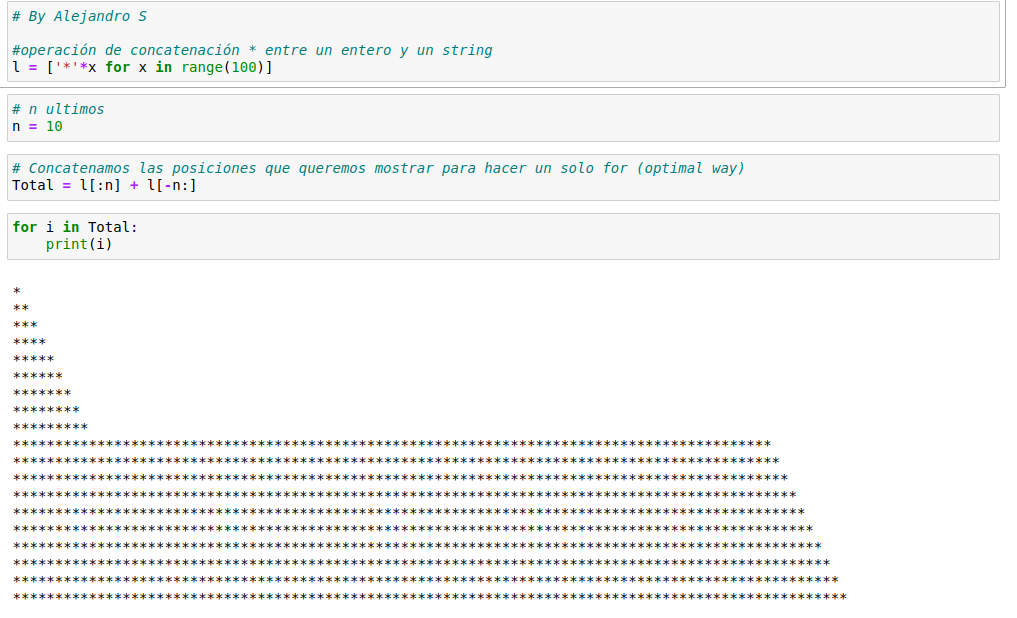 # By Alejandro S
#operación de concatenación * entre un entero y un string
l = ['*'*x for x in range(100)]
# n ultimos
n = 10
# Concatenamos las posiciones que queremos mostrar para hacer un solo for (optimal way)
Total = l[:n] + l[-n:]
for i in Total:
    print(i)
*
**
***
****
*****
******
*******
********
*********
******************************************************************************************
*******************************************************************************************
********************************************************************************************
*********************************************************************************************
**********************************************************************************************
***********************************************************************************************
************************************************************************************************
*************************************************************************************************
**************************************************************************************************
***************************************************************************************************